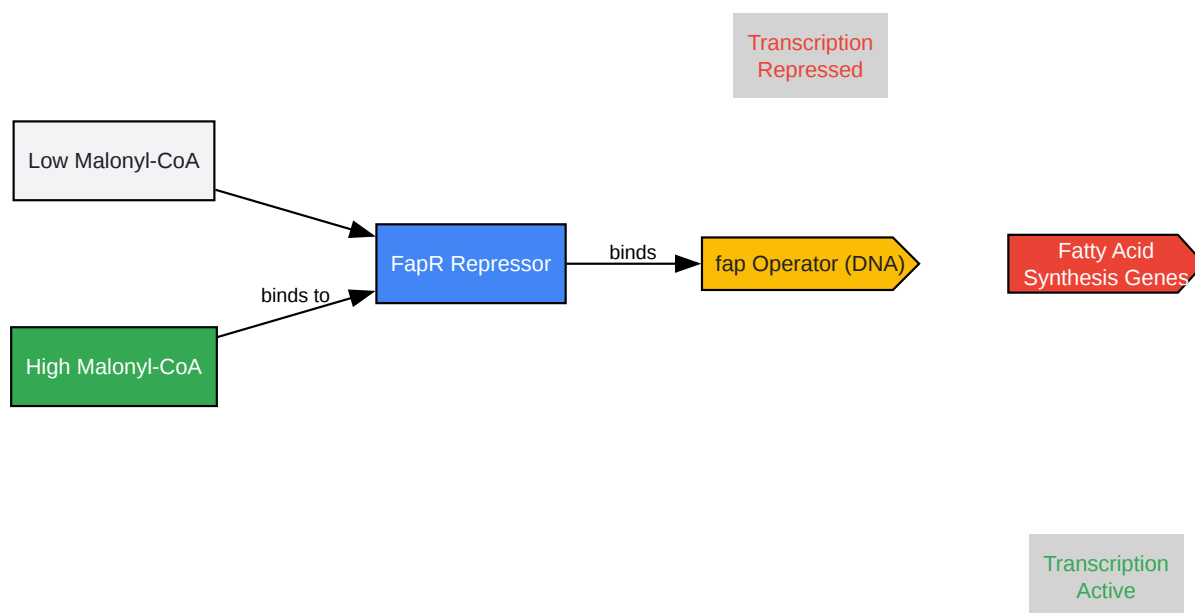 Transcription
Repressed
Low Malonyl-CoA
FapR Repressor
binds
fap Operator (DNA)
Fatty Acid
Synthesis Genes
binds to
High Malonyl-CoA
Transcription
Active